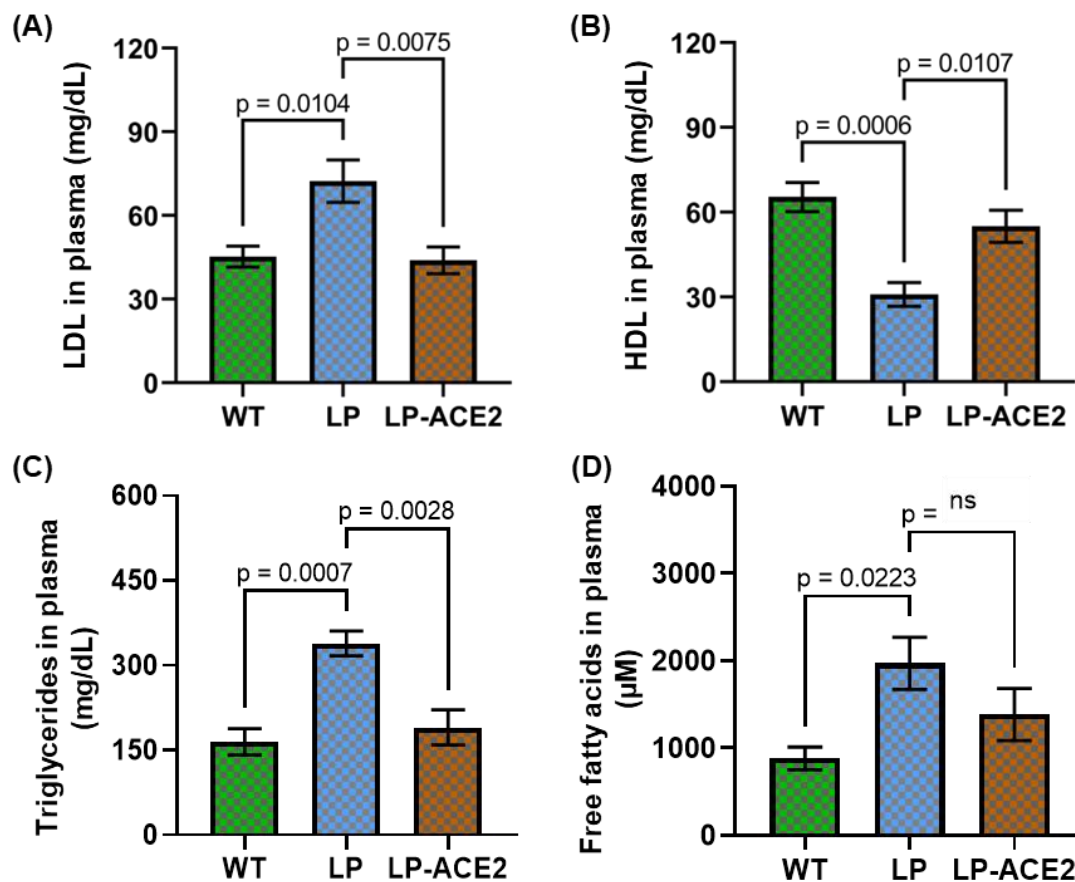 (A)
LDL in plasma (mg/dL)
120
90
60
30
0
p = 0.0075
p = 0.0104
WT LP LP-ACE2
(B)
HDL in plasma (mg/dL)
120
90
60
30
0
p = 0.0107
p = 0.0006
WT LP LP-ACE2
(C)
Triglycerides in plasma
(mg/dL)
600
450
300
150
0
p = 0.0028
p = 0.0007
WT LP LP-ACE2
(D)
Free fatty acids in plasma
(µM)
4000
3000
2000
1000
0
p = ns
p = 0.0223
WT LP LP-ACE2